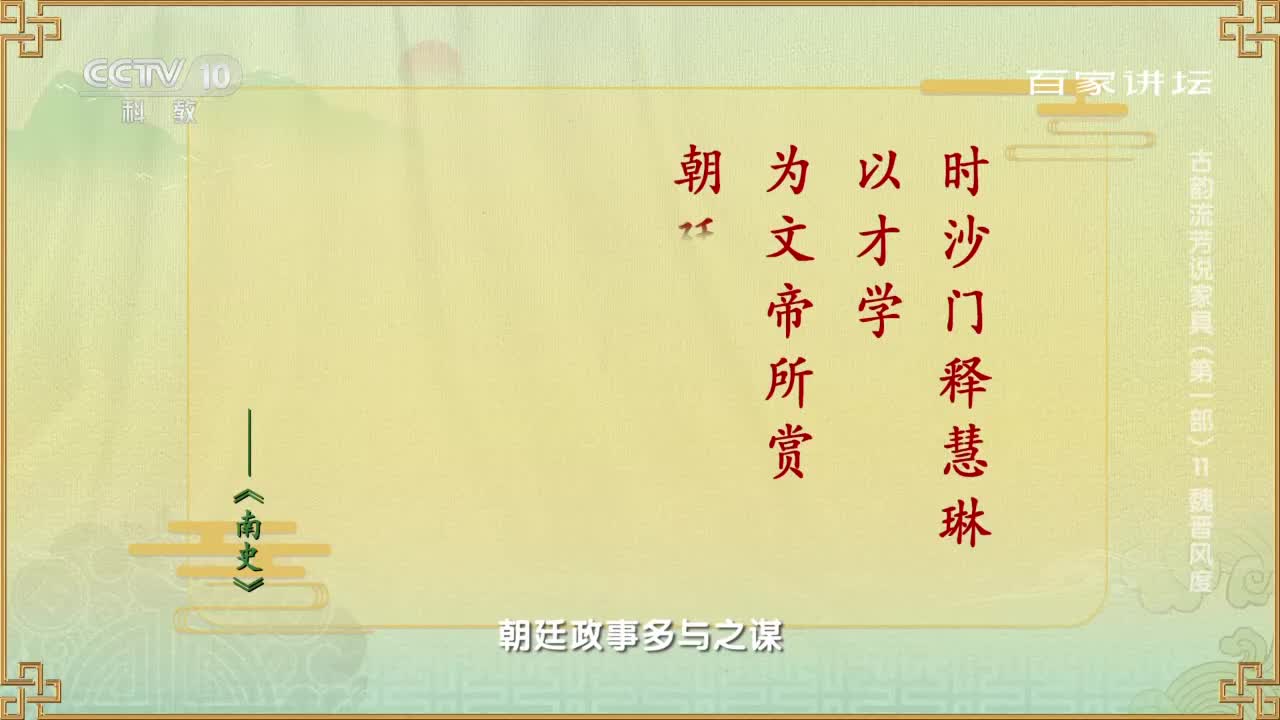 CCTV 10
科 教
百家讲坛
古韵流芳说家具（第一部）11 魏晋风度
时沙门释慧琳
以才学
为文帝所赏
朝
——《南史》
朝廷政事多与之谋